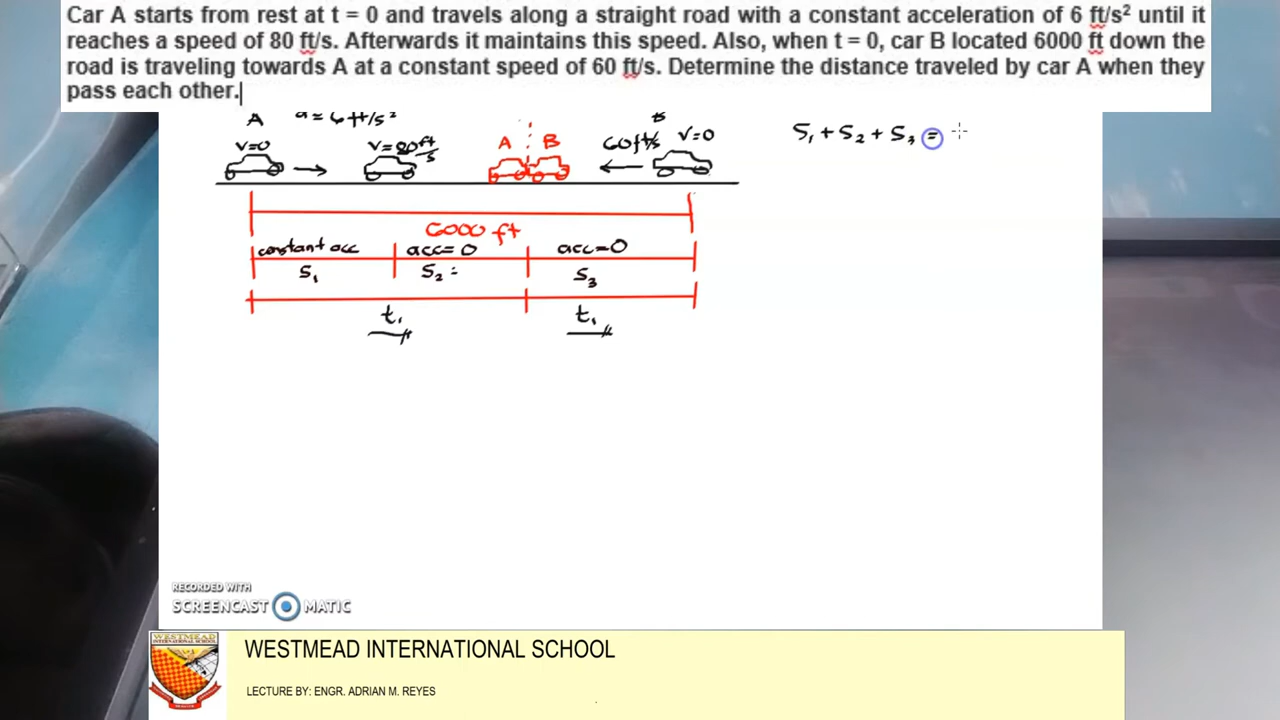 Car A starts from rest at t = 0 and travels along a straight road with a constant acceleration of 6 ft/s² until it
reaches a speed of 80 ft/s. Afterwards it maintains this speed. Also, when t = 0, car B located 6000 ft down the
road is traveling towards A at a constant speed of 60 ft/s. Determine the distance traveled by car A when they
pass each other.
A a = 6 ft/s²
B
v=0 v=80 ft/s A B 60ft/s v=0
S₁ + S₂ + S₃ =
6000 ft
constant acc acc=0 acc=0
S₁ S₂ = S₃
t₁ t₁
RECORDED WITH
SCREENCAST MATIC
WESTMEAD
WESTMEAD INTERNATIONAL SCHOOL
LECTURE BY: ENGR. ADRIAN M. REYES